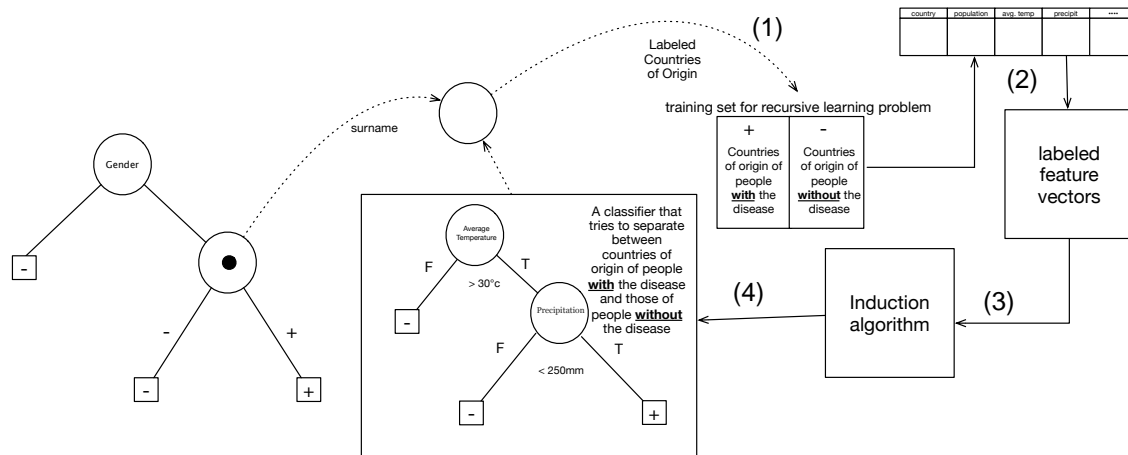 country population avg. temp precipit ....
(1)
Labeled
Countries
of Origin
(2)
training set for recursive learning problem
surname
+ -
Countries
of origin of
people
with the
disease
Countries
of origin of
people
without the
disease
labeled
feature
vectors
Gender
-
- +
- +
Average
Temperature
F T
> 30°c
-
Precipitation
F T
< 250mm
- +
A classifier that
tries to separate
between
countries of
origin of people
with the disease
and those of
people without
the disease
(4)
Induction
algorithm
(3)